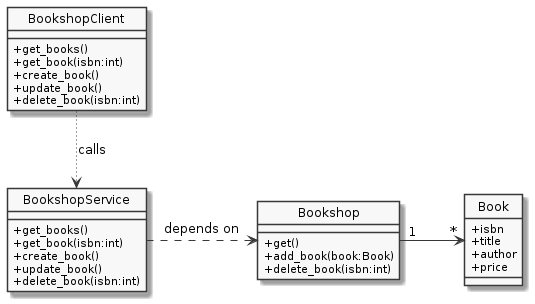 BookshopClient
+get_books()
+get_book(isbn:int)
+create_book()
+update_book()
+delete_book(isbn:int)
calls
BookshopService
+get_books()
+get_book(isbn:int)
+create_book()
+update_book()
+delete_book(isbn:int)
depends on
Bookshop
+get()
+add_book(book:Book)
+delete_book(isbn:int)
1
*
Book
+isbn
+title
+author
+price